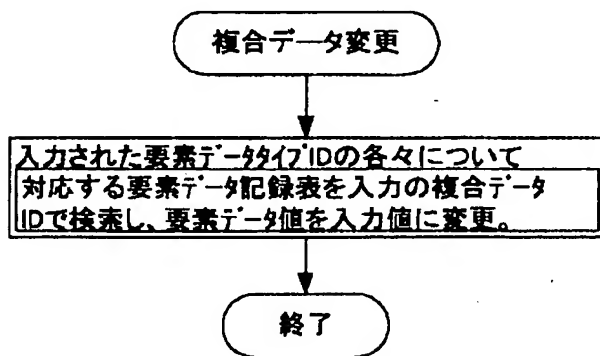 複合データ変更
入力された要素データタイプIDの各々について
対応する要素データ記録表を入力の複合データ
IDで検索し、要素データ値を入力値に変更。
終了